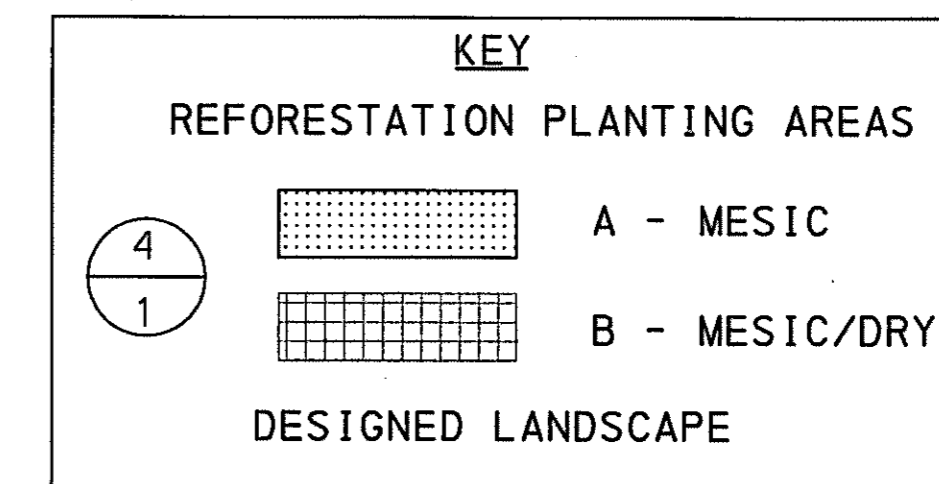 KEY
REFORESTATION PLANTING AREAS
4
1
A - MESIC
B - MESIC/DRY
DESIGNED LANDSCAPE